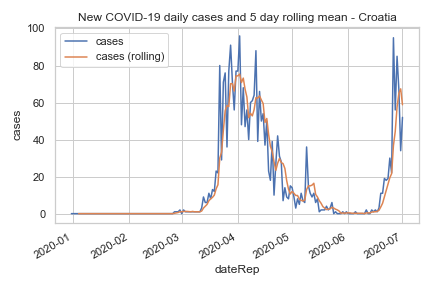 New COVID-19 daily cases and 5 day rolling mean - Croatia
100
80
60
40
20
0
cases
cases
cases (rolling)
2020-01
2020-02
2020-03
2020-04
2020-05
2020-06
2020-07
dateRep